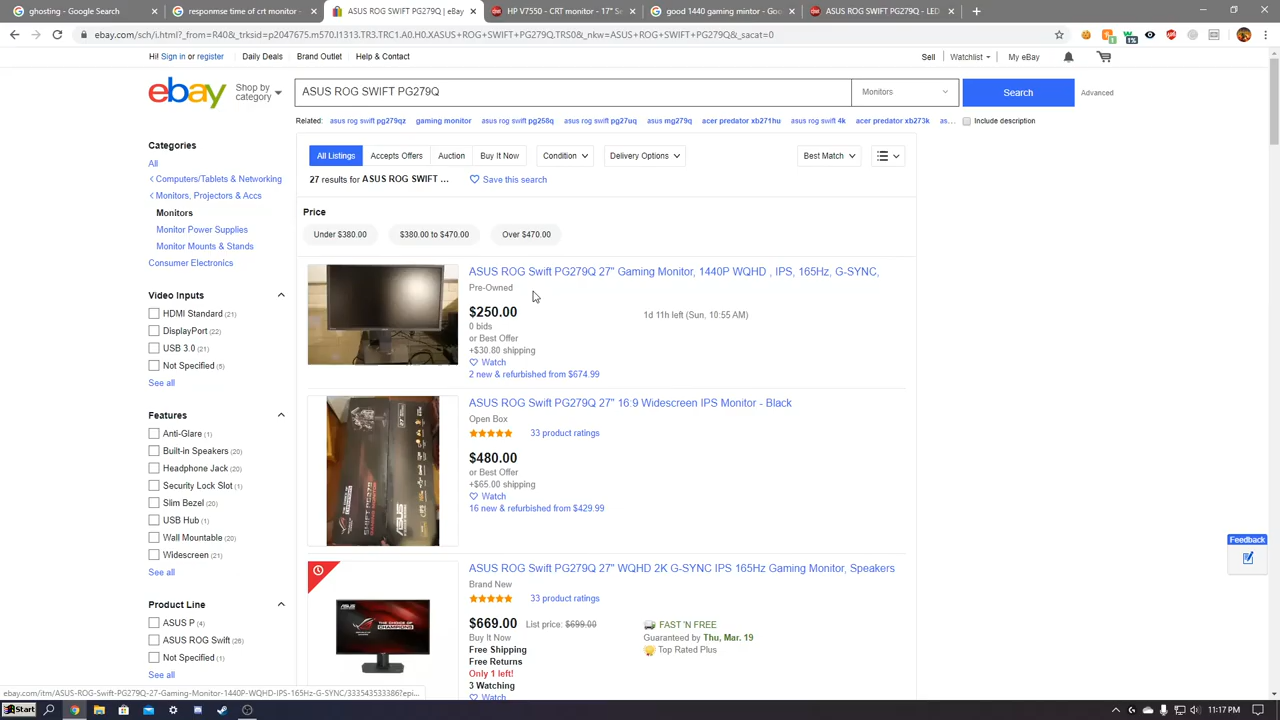 ghosting - Google Search
ASUS ROG SWIFT PG279Q | eBay
HP V7550 - CRT monitor - 17" S
good 1440 gaming monitor - Goo
ASUS ROG SWIFT PG279Q - LED
ebay.com/sch/i.html?_from=R40&_trksid=p2047675.m570.l1313.TR3.TRC1.A0.H0.XASUS+ROG+SWIFT+PG279Q.TRS0&_nkw=ASUS+ROG+SWIFT+PG279Q&_sacat=0
Hi! Sign in or register Daily Deals Brand Outlet Help & Contact Sell Watchlist My eBay
ebay Shop by category ASUS ROG SWIFT PG279Q Monitors Search Advanced
Related: asus rog swift pg279qz gaming monitor asus rog swift pg258q asus rog swift pg27uq asus mg279q acer predator xb271hu asus rog swift 4k acer predator xb273k as... Include description
Categories
All
Computers/Tablets & Networking
Monitors, Projectors & Accs
Monitors
Monitor Power Supplies
Monitor Mounts & Stands
Consumer Electronics
Video Inputs
HDMI Standard (21)
DisplayPort (22)
USB 3.0 (21)
Not Specified (5)
See all
Features
Anti-Glare (1)
Built-in Speakers (20)
Headphone Jack (20)
Security Lock Slot (1)
Slim Bezel (20)
USB Hub (1)
Wall Mountable (20)
Widescreen (21)
See all
Product Line
ASUS P (4)
ASUS ROG Swift (26)
Not Specified (1)
See all
All Listings Accepts Offers Auction Buy It Now Condition Delivery Options Best Match
27 results for ASUS ROG SWIFT ... Save this search
Price
Under $380.00 $380.00 to $470.00 Over $470.00
ASUS ROG Swift PG279Q 27" Gaming Monitor, 1440P WQHD , IPS, 165Hz, G-SYNC,
Pre-Owned
$250.00 1d 11h left (Sun, 10:55 AM)
0 bids
or Best Offer
+$30.80 shipping
Watch
2 new & refurbished from $674.99
ASUS ROG Swift PG279Q 27" 16:9 Widescreen IPS Monitor - Black
Open Box
33 product ratings
$480.00
or Best Offer
+$65.00 shipping
Watch
16 new & refurbished from $429.99
ASUS ROG Swift PG279Q 27" WQHD 2K G-SYNC IPS 165Hz Gaming Monitor, Speakers
Brand New
33 product ratings
$669.00 List price: $699.00 FAST 'N FREE
Buy It Now Guaranteed by Thu, Mar. 19
Free Shipping Top Rated Plus
Free Returns
Only 1 left!
3 Watching
Watch
Feedback
ebay.com/itm/ASUS-ROG-Swift-PG279Q-27-Gaming-Monitor-1440P-WQHD-IPS-165Hz-G-SYNC/333543533386?epi...
Start 11:17 PM